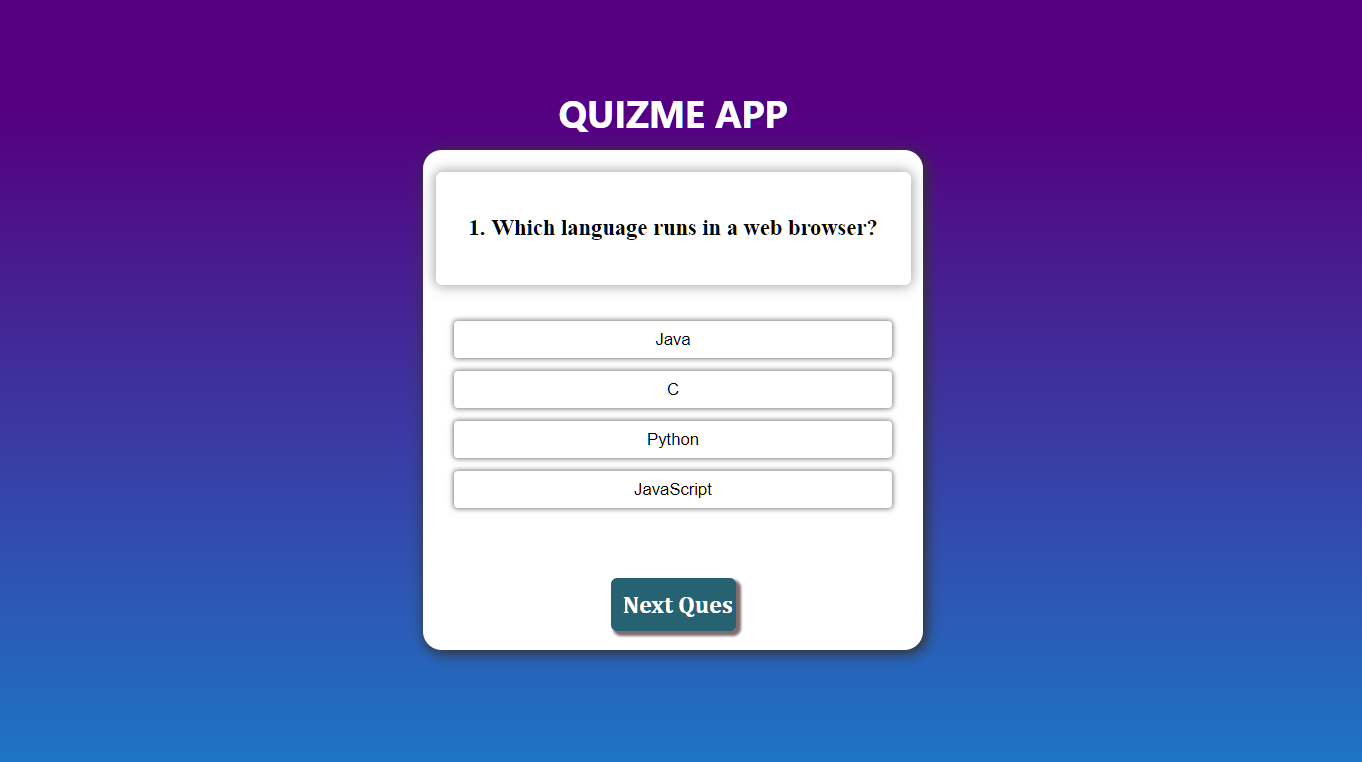 QUIZME APP
1. Which language runs in a web browser?
Java
C
Python
JavaScript
Next Ques